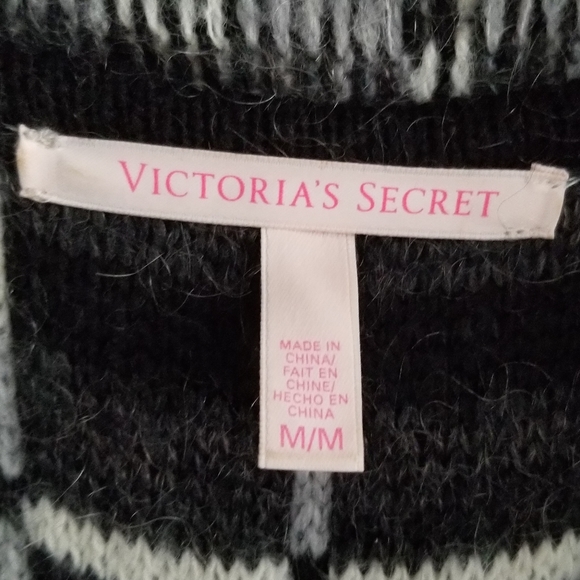 VICTORIA'S SECRET
MADE IN
CHINA/
FAIT EN
CHINE/
HECHO EN
CHINA
M/M